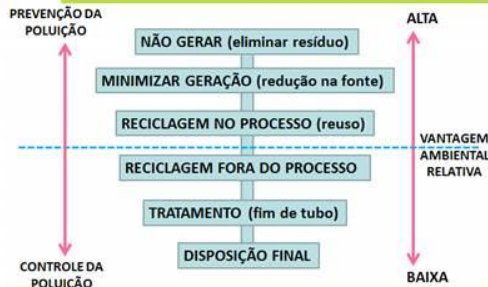 PREVENÇÃO DA
POLUIÇÃO
ALTA
NÃO GERAR (eliminar resíduo)
MINIMIZAR GERAÇÃO (redução na fonte)
RECICLAGEM NO PROCESSO (reuso)
VANTAGEM
AMBIENTAL
RELATIVA
RECICLAGEM FORA DO PROCESSO
TRATAMENTO (fim de tubo)
DISPOSIÇÃO FINAL
CONTROLE DA
POLUIÇÃO
BAIXA